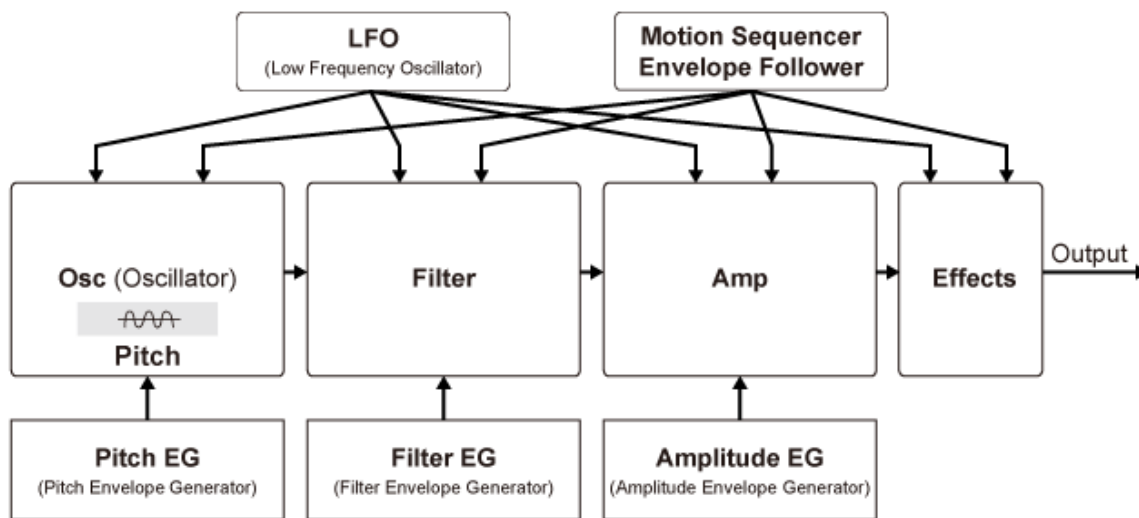 LFO
(Low Frequency Oscillator)
Motion Sequencer
Envelope Follower
Osc (Oscillator)
Pitch
Filter
Amp
Effects
Output
Pitch EG
(Pitch Envelope Generator)
Filter EG
(Filter Envelope Generator)
Amplitude EG
(Amplitude Envelope Generator)